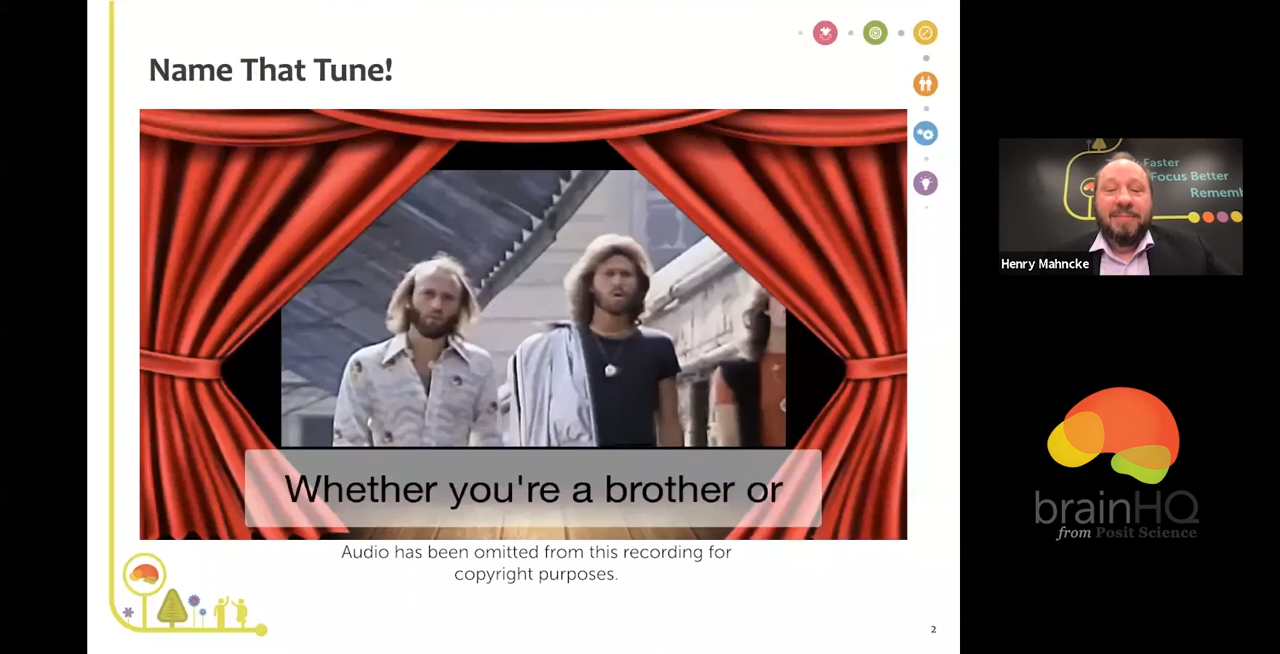 Name That Tune!
Whether you're a brother or
Audio has been omitted from this recording for
copyright purposes.
2
Faster
Focus Better
Henry Mahncke
brainHQ
from Posit Science